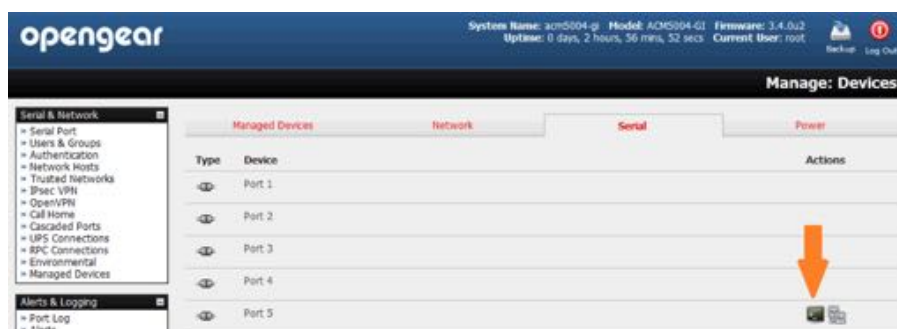 opengear
System Name: acm5004-gi Model: ACM5004-GI Firmware: 3.4.0u2
Uptime: 0 days, 2 hours, 56 mins, 52 secs Current User: root
Backup Log Out
Manage: Devices
Serial & Network
» Serial Port
» Users & Groups
» Authentication
» Network Hosts
» Trusted Networks
» IPsec VPN
» OpenVPN
» Call Home
» Cascaded Ports
» UPS Connections
» RPC Connections
» Environmental
» Managed Devices
Alerts & Logging
» Port Log
» Alerts
Managed Devices Network Serial Power
Type Device Actions
Port 1
Port 2
Port 3
Port 4
Port 5